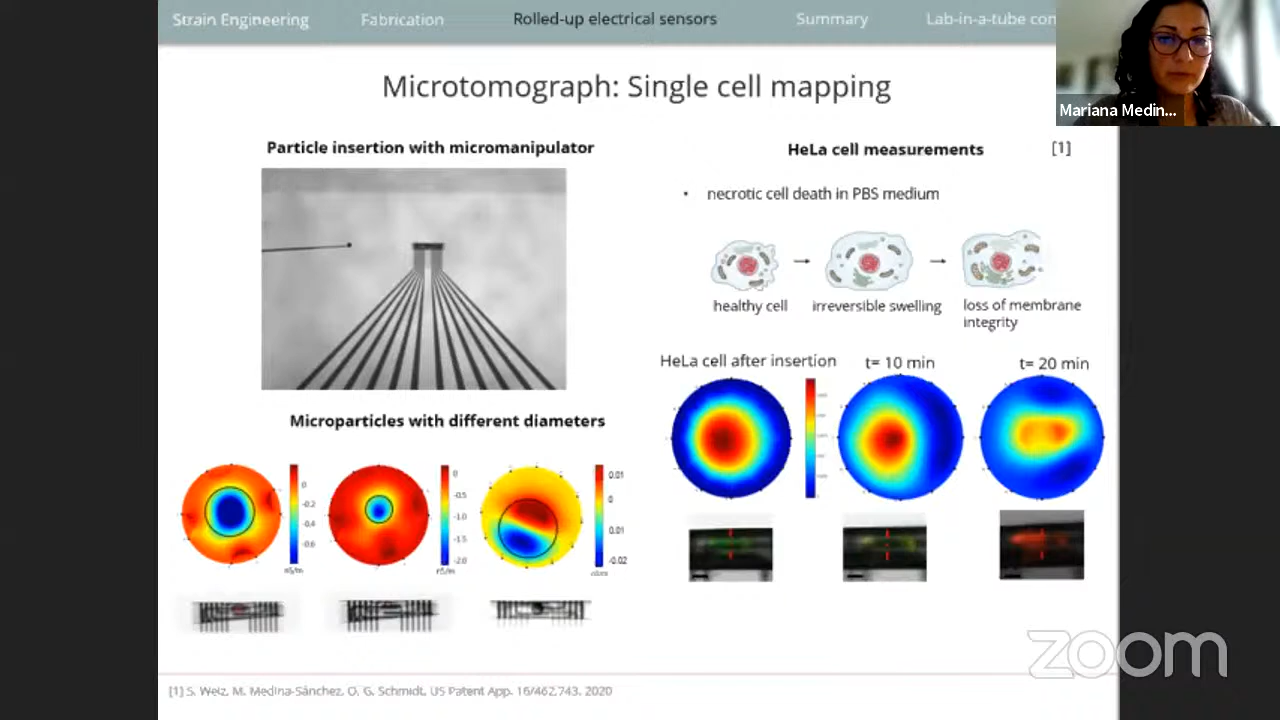 Strain Engineering Fabrication Rolled-up electrical sensors Summary Lab-in-a-tube con
Mariana Medin...
Microtomograph: Single cell mapping
Particle insertion with micromanipulator
HeLa cell measurements [1]
• necrotic cell death in PBS medium
healthy cell irreversible swelling loss of membrane
integrity
HeLa cell after insertion t= 10 min t= 20 min
Microparticles with different diameters
0
-0.2
-0.4
-0.6
0
-0.5
-1.0
-1.5
-2.0
0.01
0
0.01
-0.02
zoom
[1] S. Weiz, M. Medina-Sánchez, O. G. Schmidt, US Patent App. 16/462,743, 2020